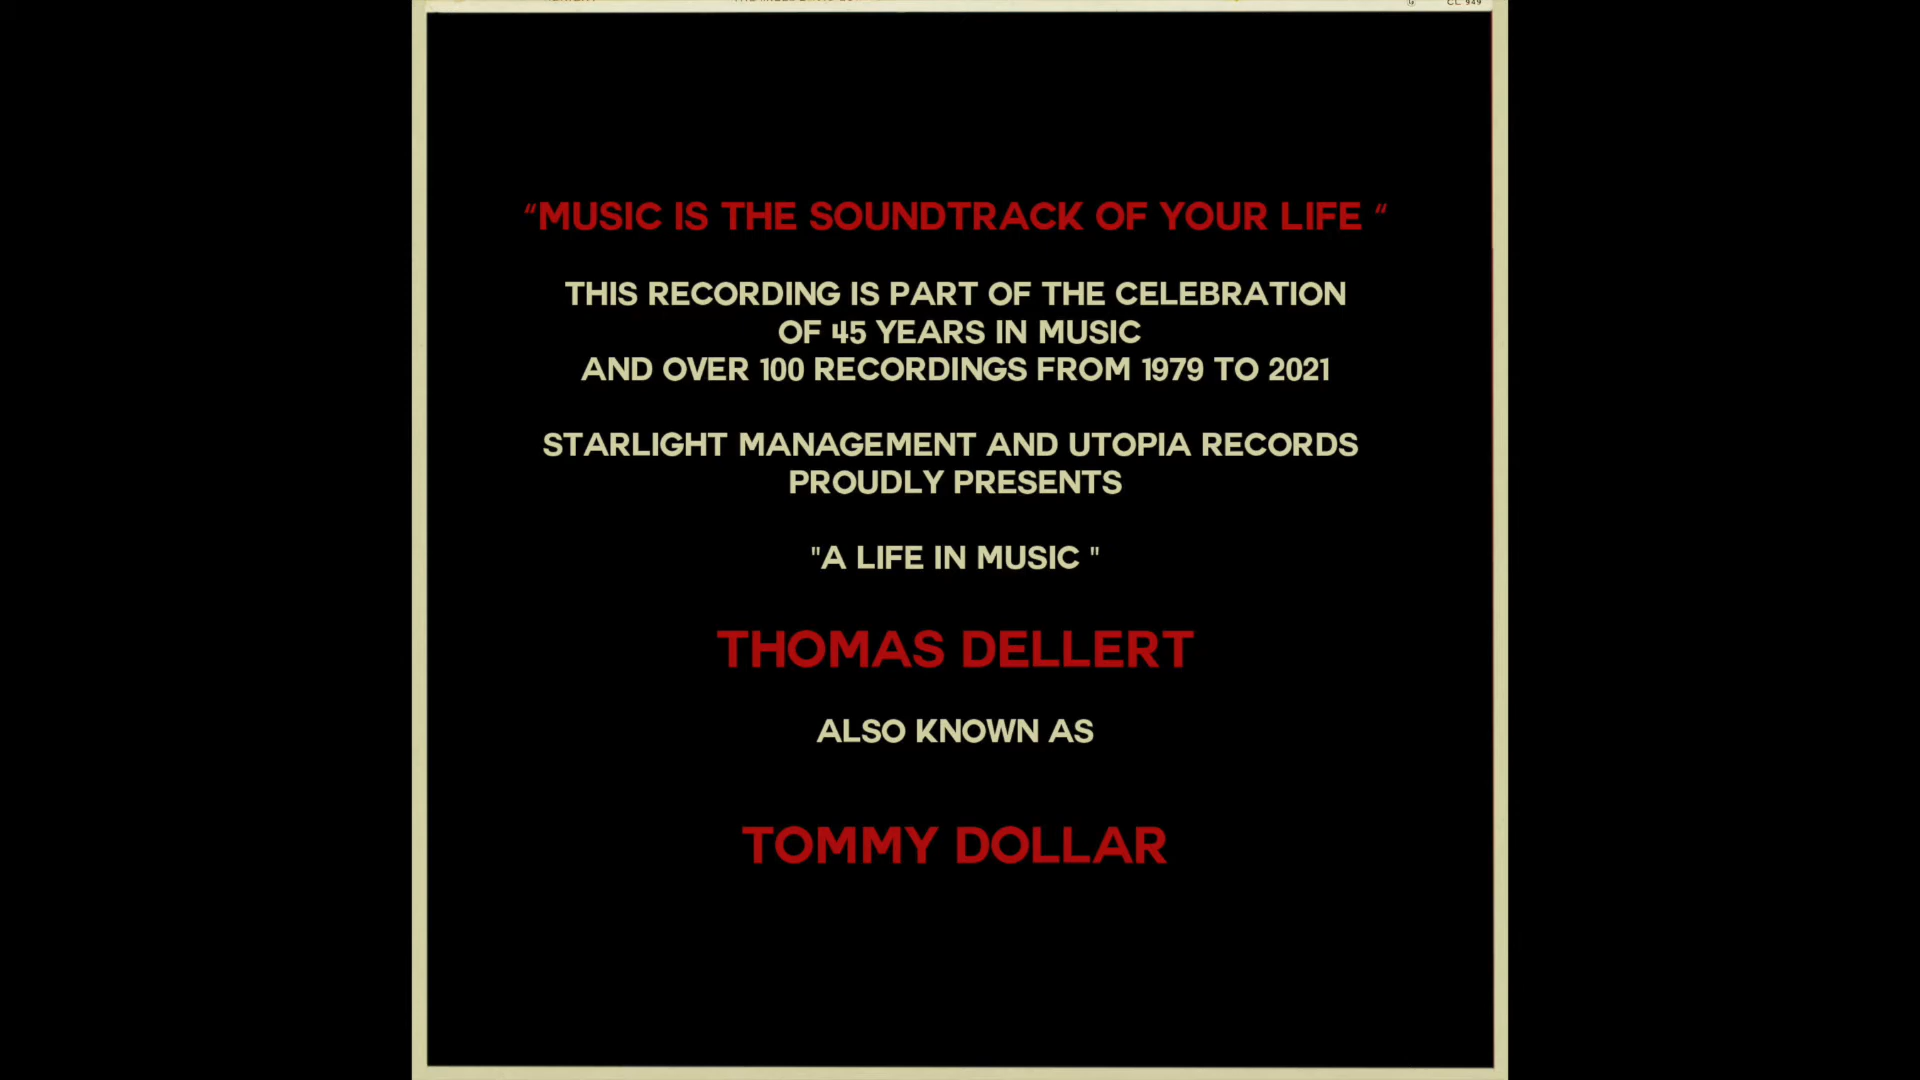 CL 949
“MUSIC IS THE SOUNDTRACK OF YOUR LIFE “
THIS RECORDING IS PART OF THE CELEBRATION
OF 45 YEARS IN MUSIC
AND OVER 100 RECORDINGS FROM 1979 TO 2021
STARLIGHT MANAGEMENT AND UTOPIA RECORDS
PROUDLY PRESENTS
"A LIFE IN MUSIC "
THOMAS DELLERT
ALSO KNOWN AS
TOMMY DOLLAR